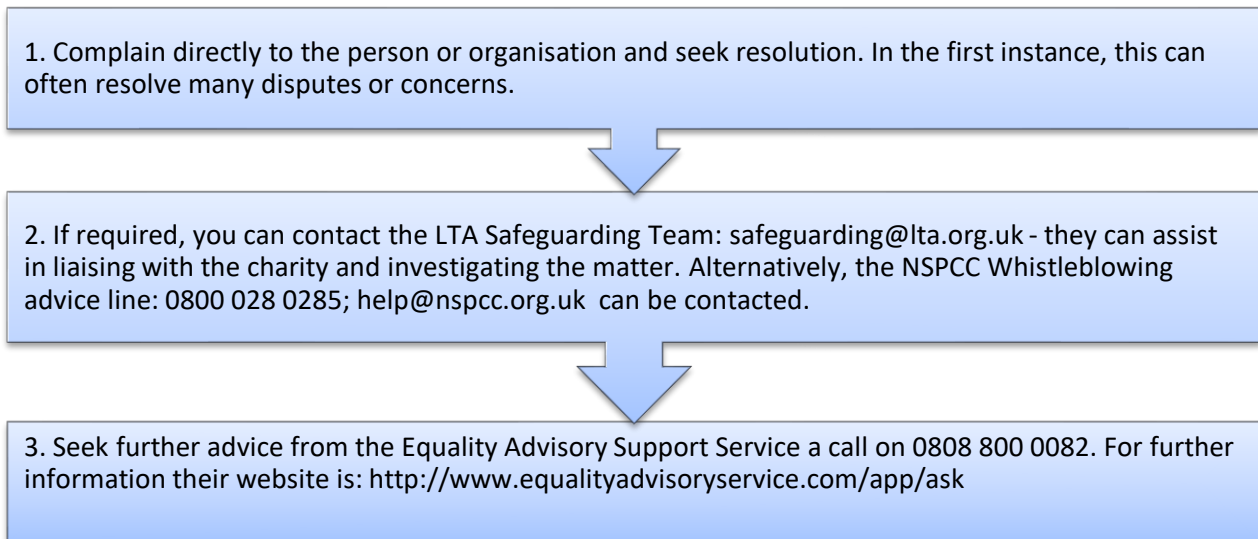 1. Complain directly to the person or organisation and seek resolution. In the first instance, this can
often resolve many disputes or concerns.
2. If required, you can contact the LTA Safeguarding Team: safeguarding@lta.org.uk - they can assist
in liaising with the charity and investigating the matter. Alternatively, the NSPCC Whistleblowing
advice line: 0800 028 0285; help@nspcc.org.uk  can be contacted.
3. Seek further advice from the Equality Advisory Support Service a call on 0808 800 0082. For further
information their website is: http://www.equalityadvisoryservice.com/app/ask